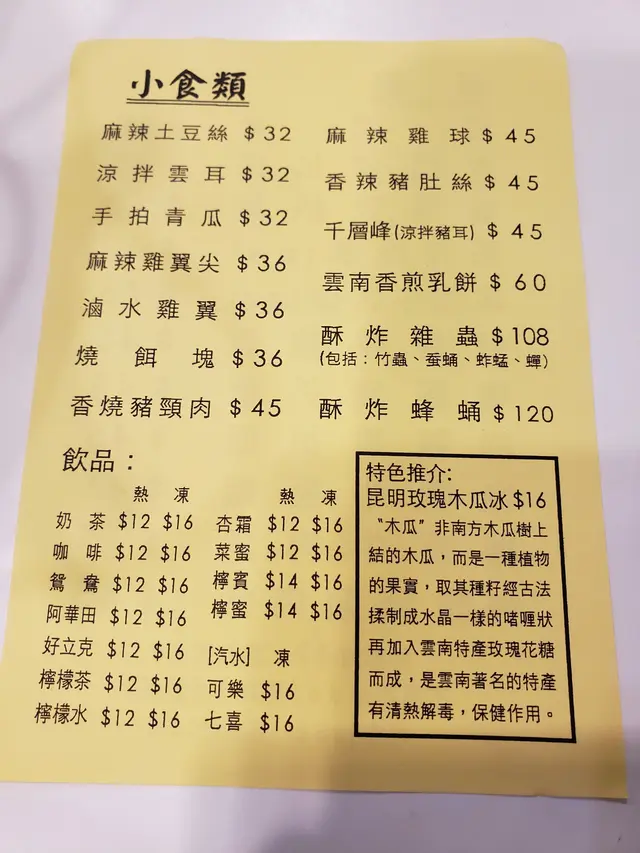 小食類
麻辣土豆絲 $32
涼拌雲耳 $32
手拍青瓜 $32
麻辣雞翼尖 $36
滷水雞翼 $36
燒餌塊 $36
香燒豬頸肉 $45
麻辣雞球 $45
香辣豬肚絲 $45
千層峰(涼拌豬耳) $45
雲南香煎乳餅 $60
酥炸雜蟲 $108
(包括：竹蟲、蚕蛹、蚱蜢、蟬)
酥炸蜂蛹 $120
飲品：
熱 凍
奶茶 $12 $16
咖啡 $12 $16
鴛鴦 $12 $16
阿華田 $12 $16
好立克 $12 $16
檸檬茶 $12 $16
檸檬水 $12 $16
熱 凍
杏霜 $12 $16
菜蜜 $12 $16
檸賓 $14 $16
檸蜜 $14 $16
[汽水] 凍
可樂 $16
七喜 $16
特色推介:
昆明玫瑰木瓜冰 $16
“木瓜”非南方木瓜樹上
結的木瓜，而是一種植物
的果實，取其種籽經古法
揉制成水晶一樣的啫喱狀
再加入雲南特產玫瑰花糖
而成，是雲南著名的特產
有清熱解毒，保健作用。